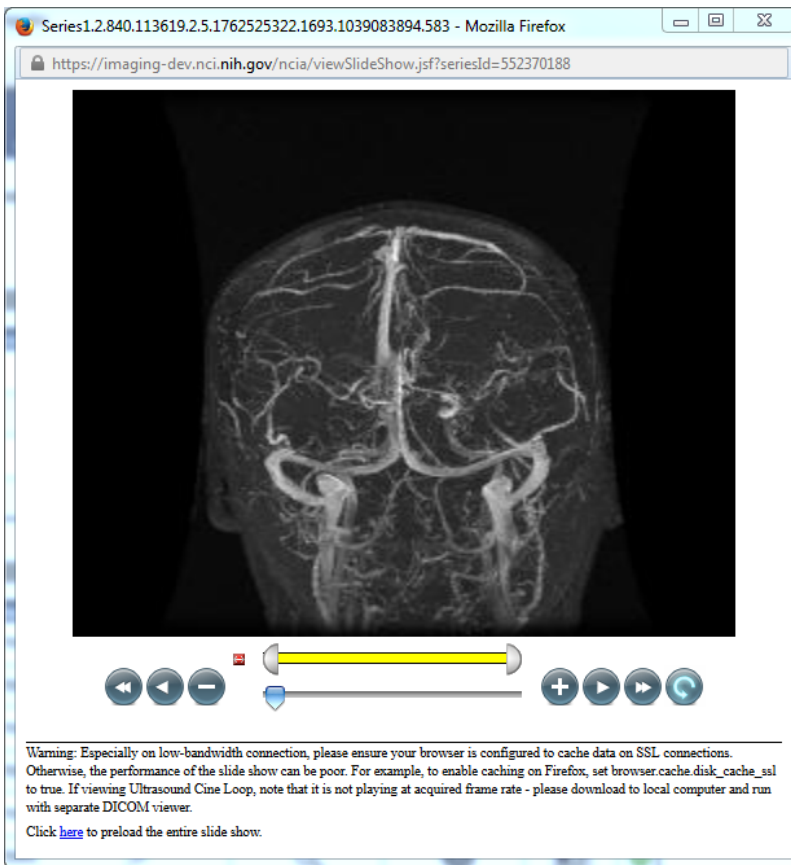 Series1.2.840.113619.2.5.1762525322.1693.1039083894.583 - Mozilla Firefox
https://imaging-dev.nci.nih.gov/ncia/viewSlideShow.jsf?seriesId=552370188
Warning: Especially on low-bandwidth connection, please ensure your browser is configured to cache data on SSL connections.
Otherwise, the performance of the slide show can be poor. For example, to enable caching on Firefox, set browser.cache.disk_cache_ssl
to true. If viewing Ultrasound Cine Loop, note that it is not playing at acquired frame rate - please download to local computer and run
with separate DICOM viewer.
Click here to preload the entire slide show.